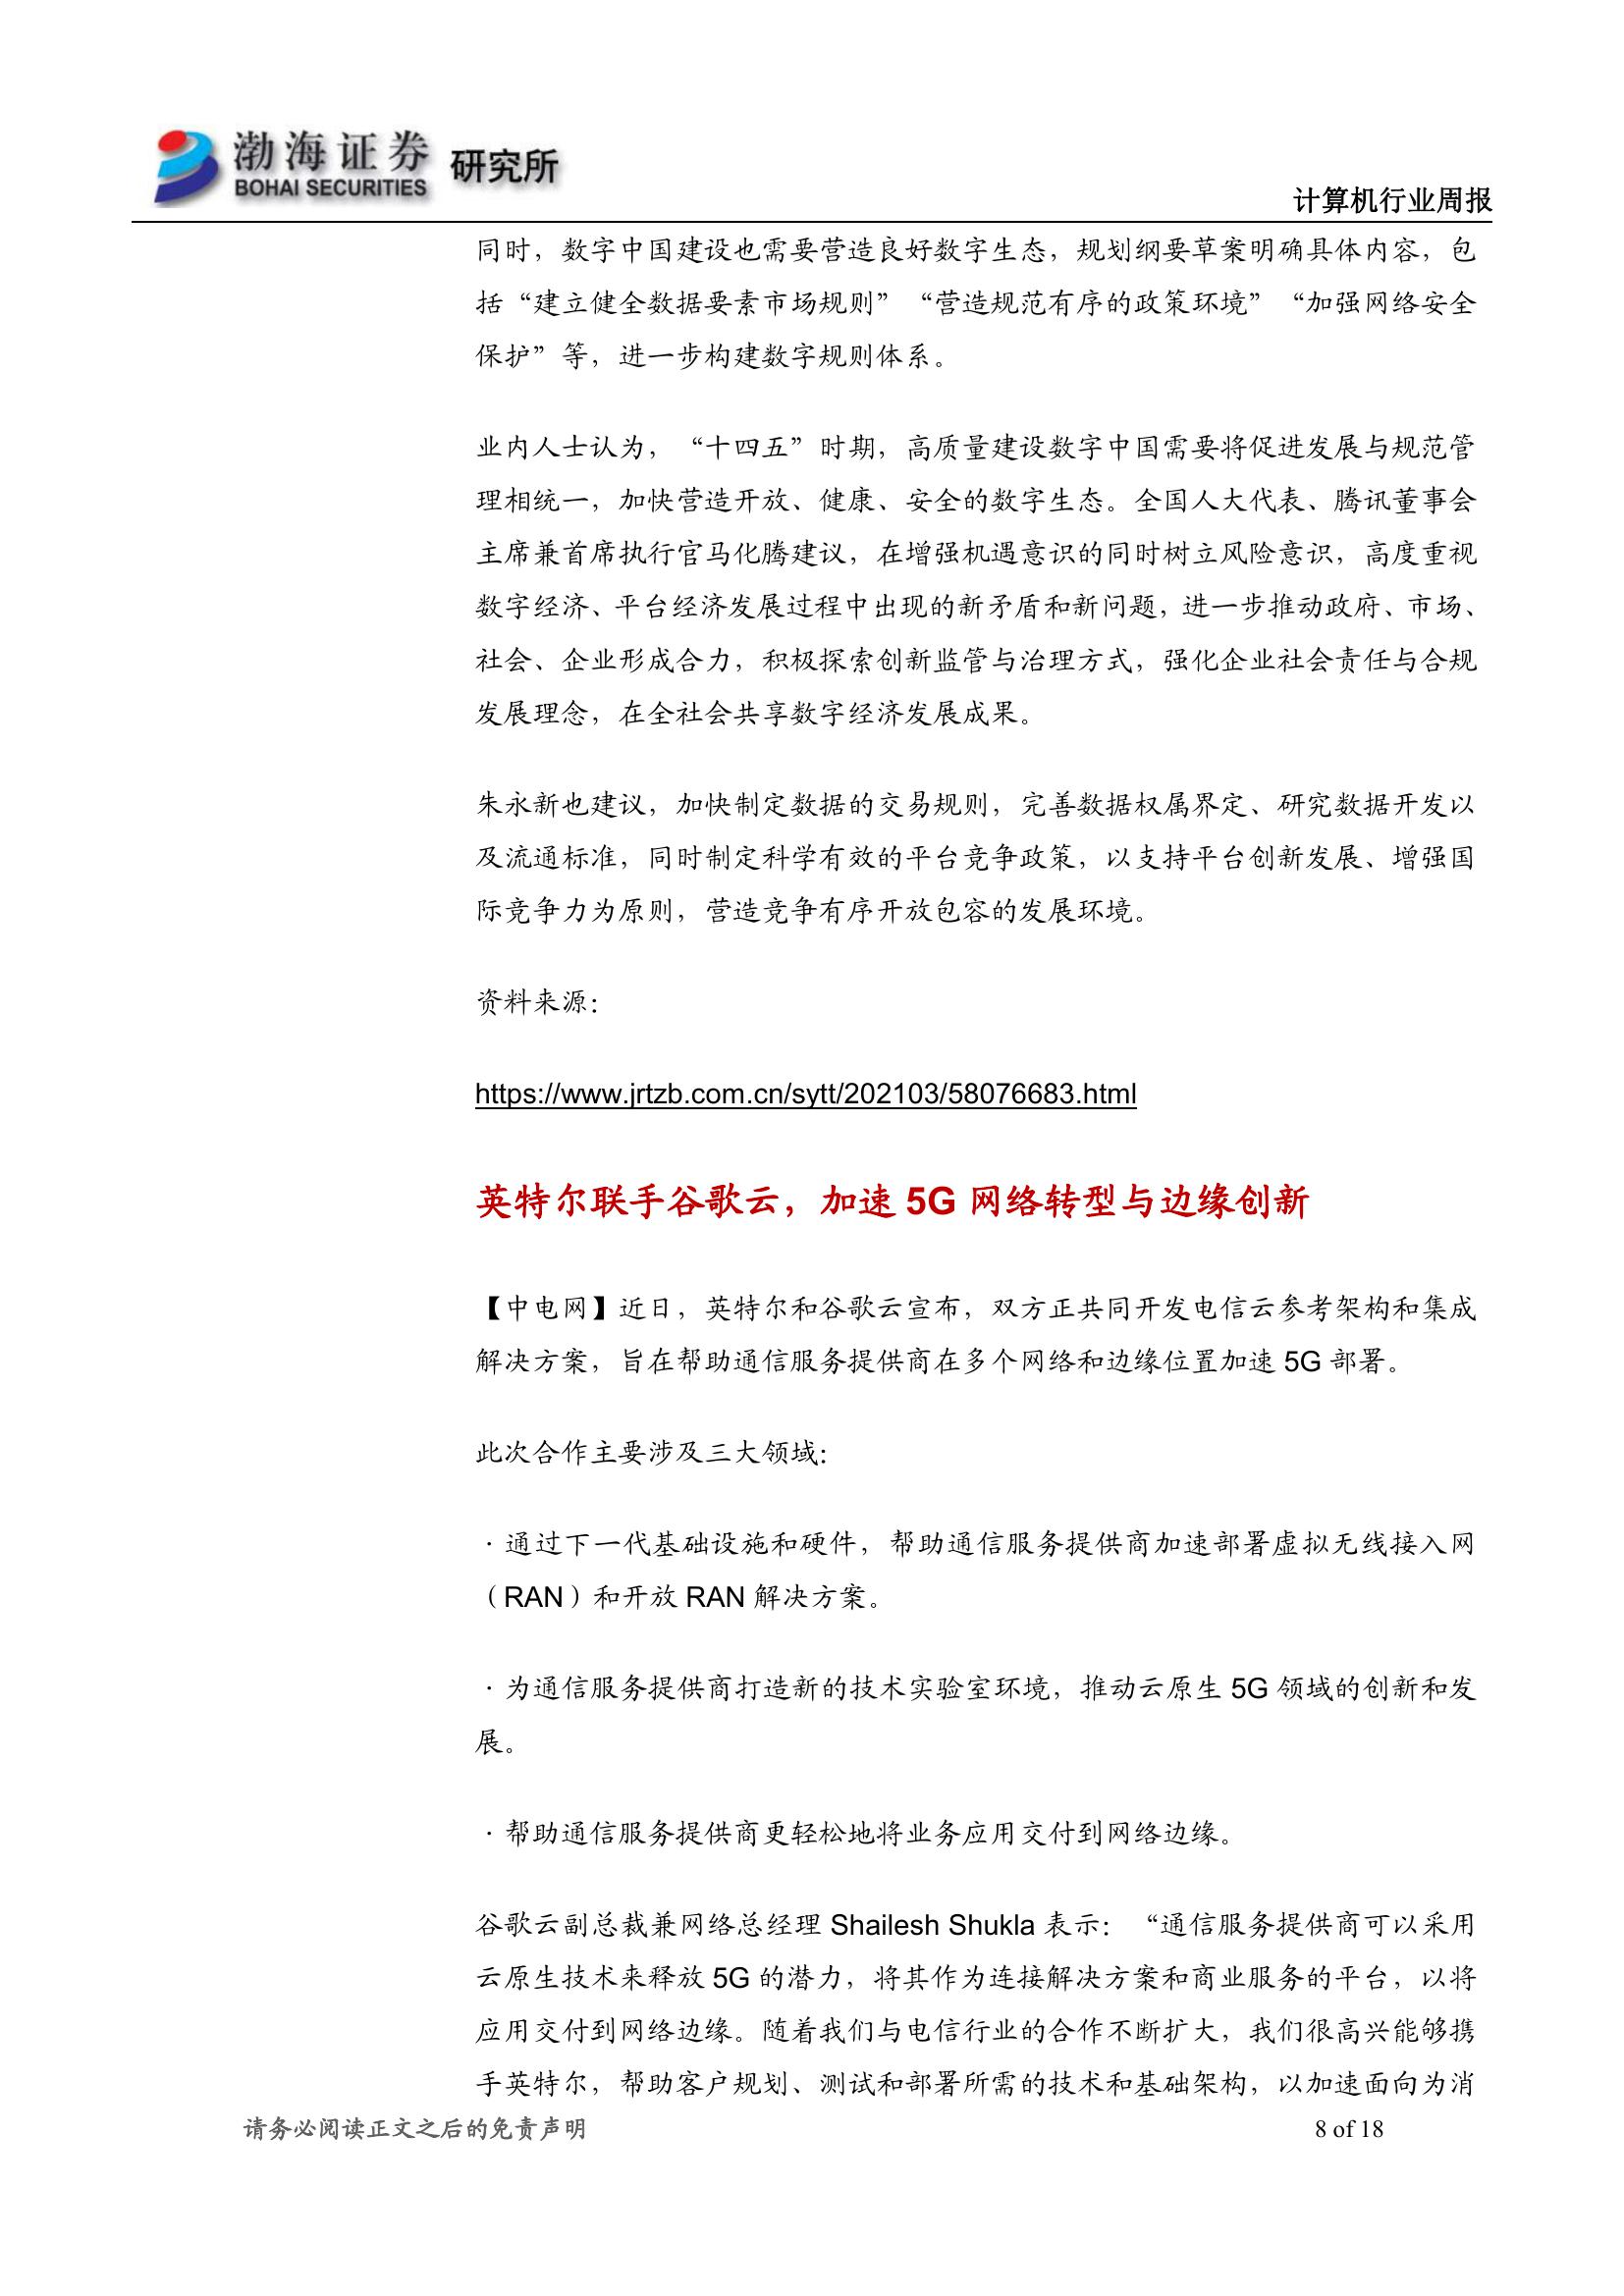 渤海证券 研究所
BOHAI SECURITIES
计算机行业周报
同时，数字中国建设也需要营造良好数字生态，规划纲要草案明确具体内容，包
括“建立健全数据要素市场规则”“营造规范有序的政策环境”“加强网络安全
保护”等，进一步构建数字规则体系。
业内人士认为，“十四五”时期，高质量建设数字中国需要将促进发展与规范管
理相统一，加快营造开放、健康、安全的数字生态。全国人大代表、腾讯董事会
主席兼首席执行官马化腾建议，在增强机遇意识的同时树立风险意识，高度重视
数字经济、平台经济发展过程中出现的新矛盾和新问题，进一步推动政府、市场、
社会、企业形成合力，积极探索创新监管与治理方式，强化企业社会责任与合规
发展理念，在全社会共享数字经济发展成果。
朱永新也建议，加快制定数据的交易规则，完善数据权属界定、研究数据开发以
及流通标准，同时制定科学有效的平台竞争政策，以支持平台创新发展、增强国
际竞争力为原则，营造竞争有序开放包容的发展环境。
资料来源：
https://www.jrtzb.com.cn/sytt/202103/58076683.html
英特尔联手谷歌云，加速 5G 网络转型与边缘创新
【中电网】近日，英特尔和谷歌云宣布，双方正共同开发电信云参考架构和集成
解决方案，旨在帮助通信服务提供商在多个网络和边缘位置加速 5G 部署。
此次合作主要涉及三大领域：
·通过下一代基础设施和硬件，帮助通信服务提供商加速部署虚拟无线接入网
（RAN）和开放 RAN 解决方案。
·为通信服务提供商打造新的技术实验室环境，推动云原生 5G 领域的创新和发
展。
·帮助通信服务提供商更轻松地将业务应用交付到网络边缘。
谷歌云副总裁兼网络总经理 Shailesh Shukla 表示：“通信服务提供商可以采用
云原生技术来释放 5G 的潜力，将其作为连接解决方案和商业服务的平台，以将
应用交付到网络边缘。随着我们与电信行业的合作不断扩大，我们很高兴能够携
手英特尔，帮助客户规划、测试和部署所需的技术和基础架构，以加速面向为消
请务必阅读正文之后的免责声明
8 of 18